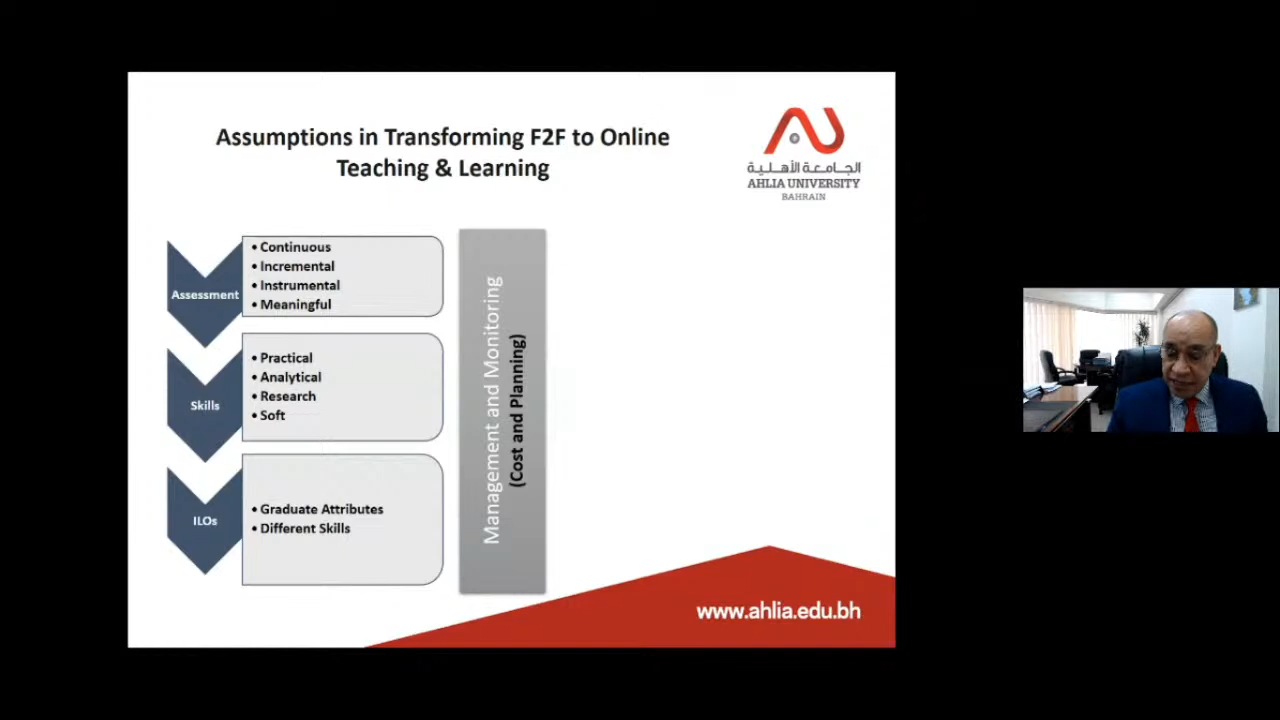 Assumptions in Transforming F2F to Online
Teaching & Learning
الجامعة الأهلية
AHLIA UNIVERSITY
BAHRAIN
Assessment
• Continuous
• Incremental
• Instrumental
• Meaningful
Skills
• Practical
• Analytical
• Research
• Soft
ILOs
• Graduate Attributes
• Different Skills
Management and Monitoring
(Cost and Planning)
www.ahlia.edu.bh